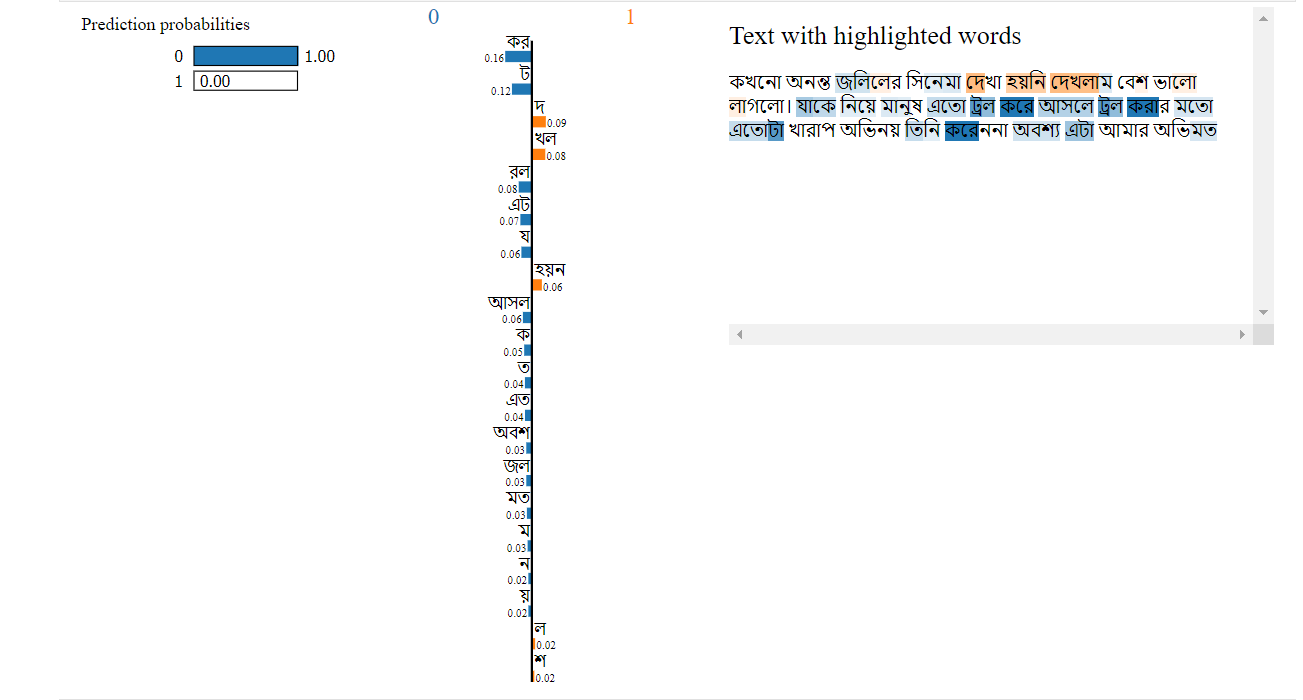 Prediction probabilities
0 1.00
1 0.00
0 1
কর
0.16
ট
0.12
দ
0.09
খল
0.08
রল
0.08
এট
0.07
য
0.06
হয়ন
0.06
আসল
0.06
ক
0.05
ত
0.04
এত
0.04
অবশ
0.03
জল
0.03
মত
0.03
ম
0.03
ন
0.02
য়
0.02
ল
0.02
শ
0.02
Text with highlighted words
কখনো অনন্ত জলিলের সিনেমা দেখা হয়নি দেখলাম বেশ ভালো
লাগলো। যাকে নিয়ে মানুষ এতো ট্রল করে আসলে ট্রল করার মতো
এতোটা খারাপ অভিনয় তিনি করেননা অবশ্য এটা আমার অভিমত